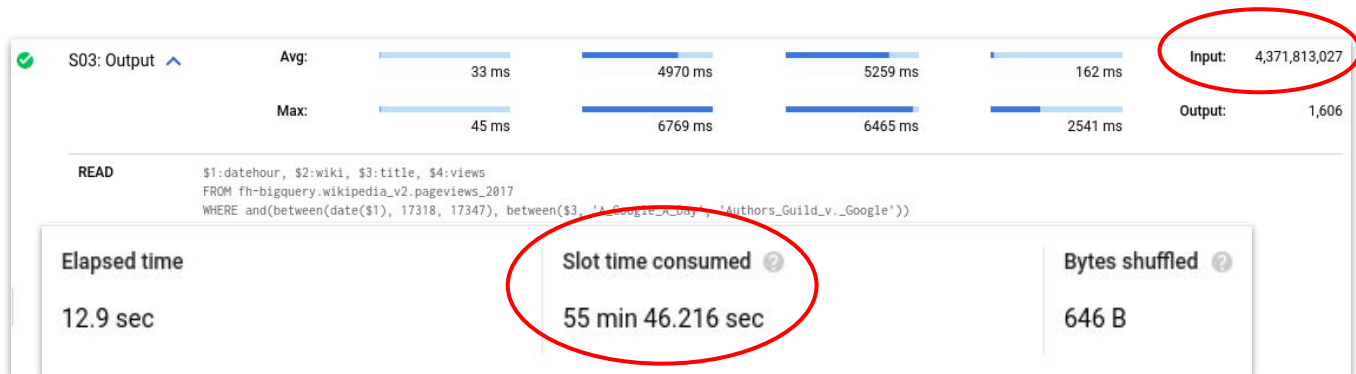 S03: Output Avg: 33 ms 4970 ms 5259 ms 162 ms Input: 4,371,813,027
Max: 45 ms 6769 ms 6465 ms 2541 ms Output: 1,606
READ $1:datehour, $2:wiki, $3:title, $4:views
FROM fh-bigquery.wikipedia_v2.pageviews_2017
WHERE and(between(date($1), 17318, 17347), between($3, 'A_Google_A_Day', 'Authors_Guild_v._Google'))
Elapsed time Slot time consumed ? Bytes shuffled ?
12.9 sec 55 min 46.216 sec 646 B